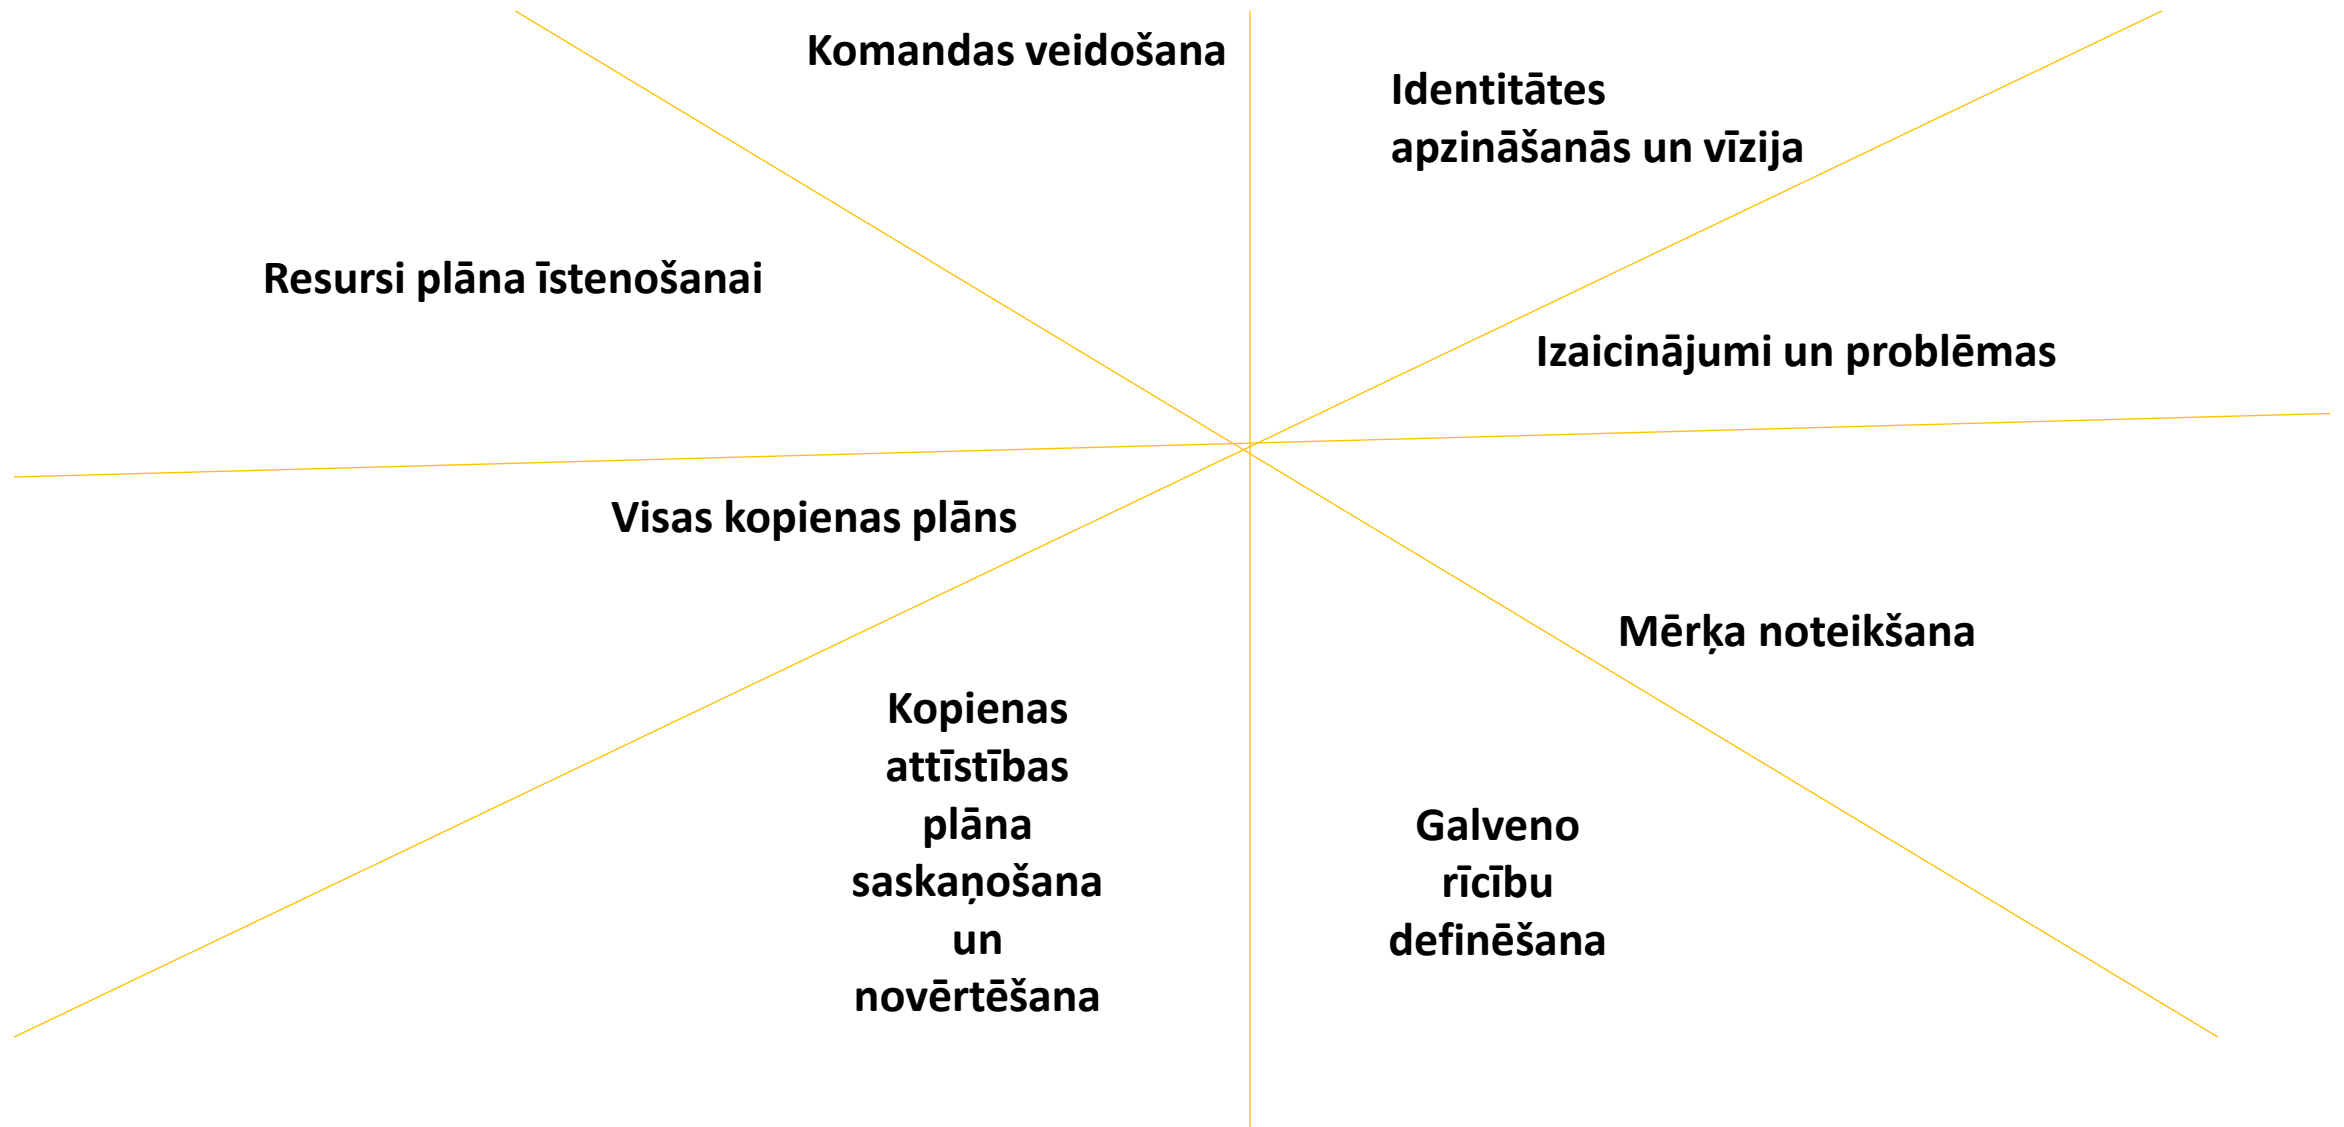 Komandas veidošana
Identitātes
apzināšanās un vīzija
Resursi plāna īstenošanai
Izaicinājumi un problēmas
Visas kopienas plāns
Mērķa noteikšana
Kopienas
attīstības
plāna
saskaņošana
un
novērtēšana
Galveno
rīcību
definēšana